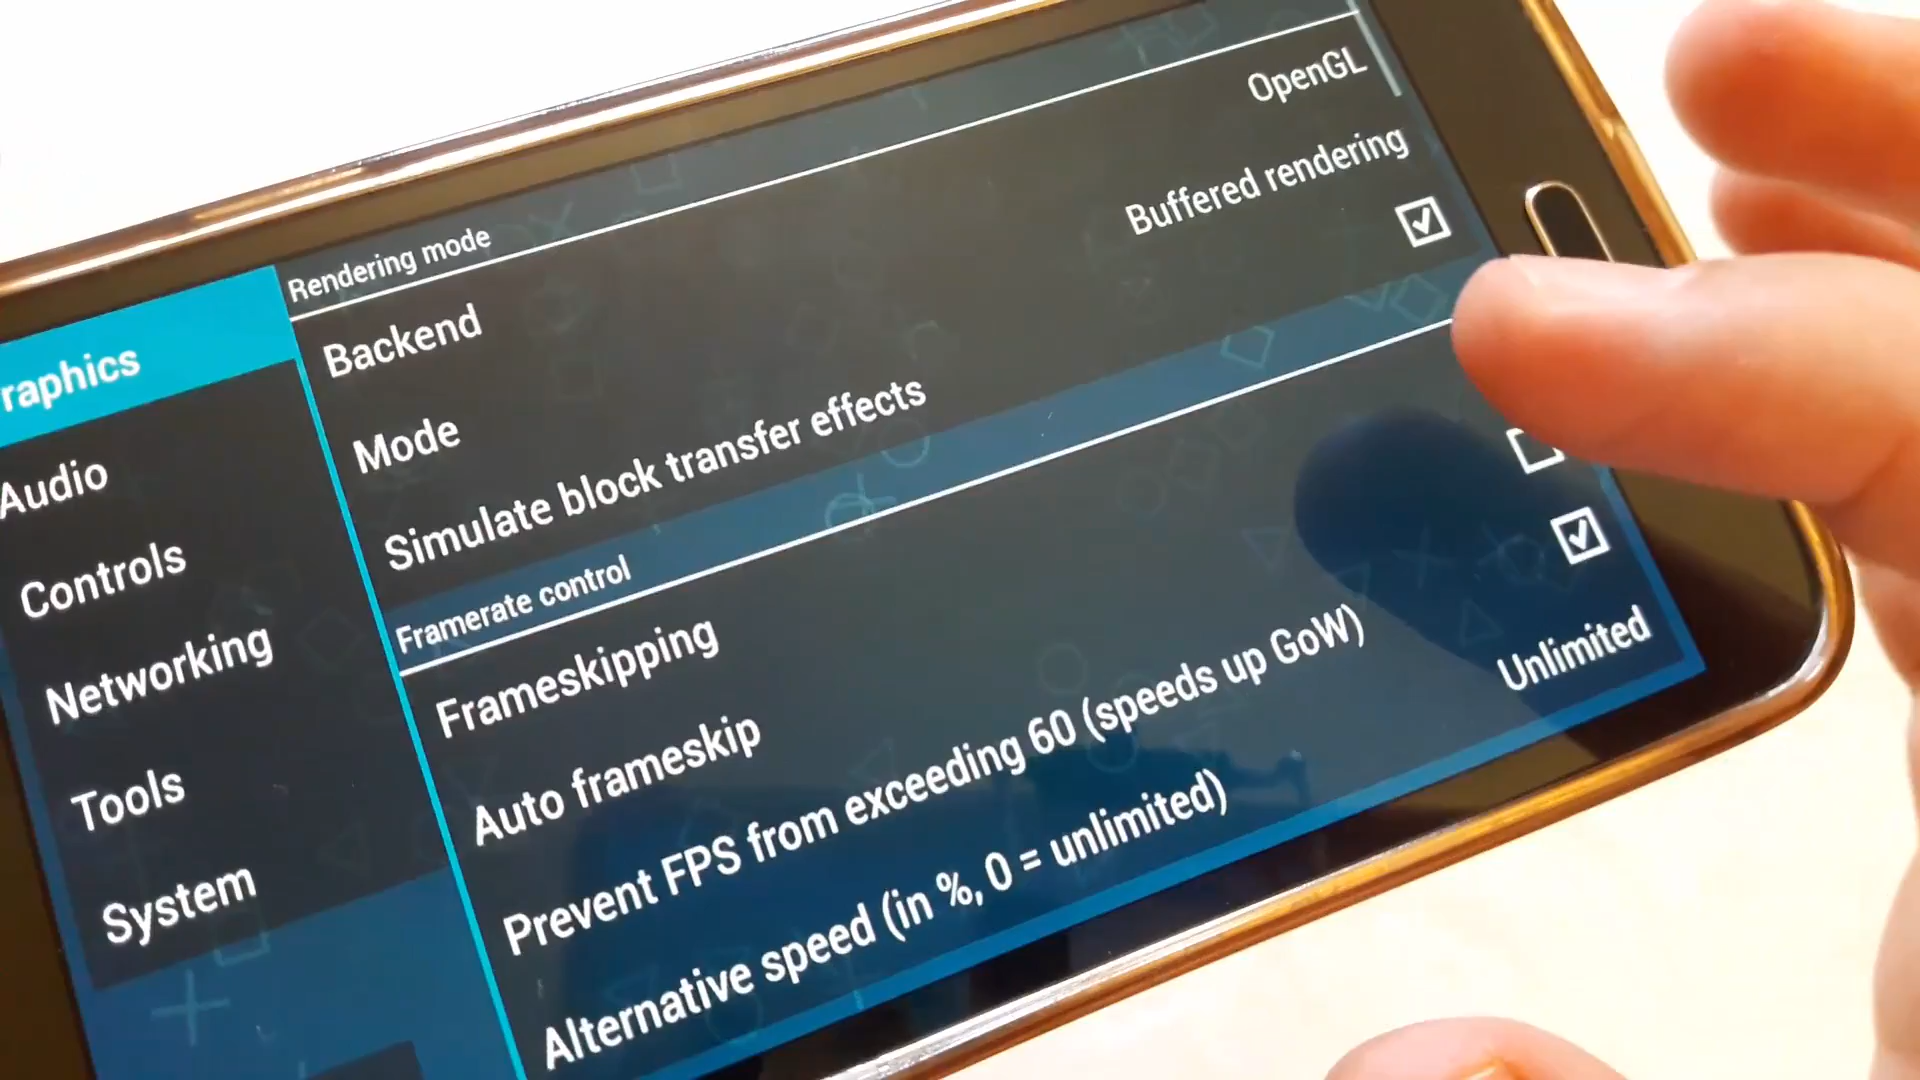 Rendering mode
Backend
OpenGL
Mode
Buffered rendering
Simulate block transfer effects
Framerate control
Frameskipping
Auto frameskip
Prevent FPS from exceeding 60 (speeds up GoW)
Alternative speed (in %, 0 = unlimited)
Unlimited
raphics
Audio
Controls
Networking
Tools
System